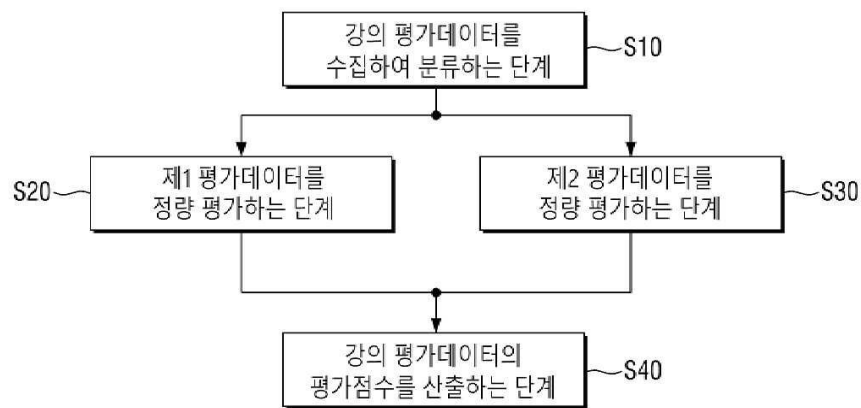 강의 평가데이터를
수집하여 분류하는 단계
S10
S20
제1 평가데이터를
정량 평가하는 단계
제2 평가데이터를
정량 평가하는 단계
S30
강의 평가데이터의
평가점수를 산출하는 단계
S40